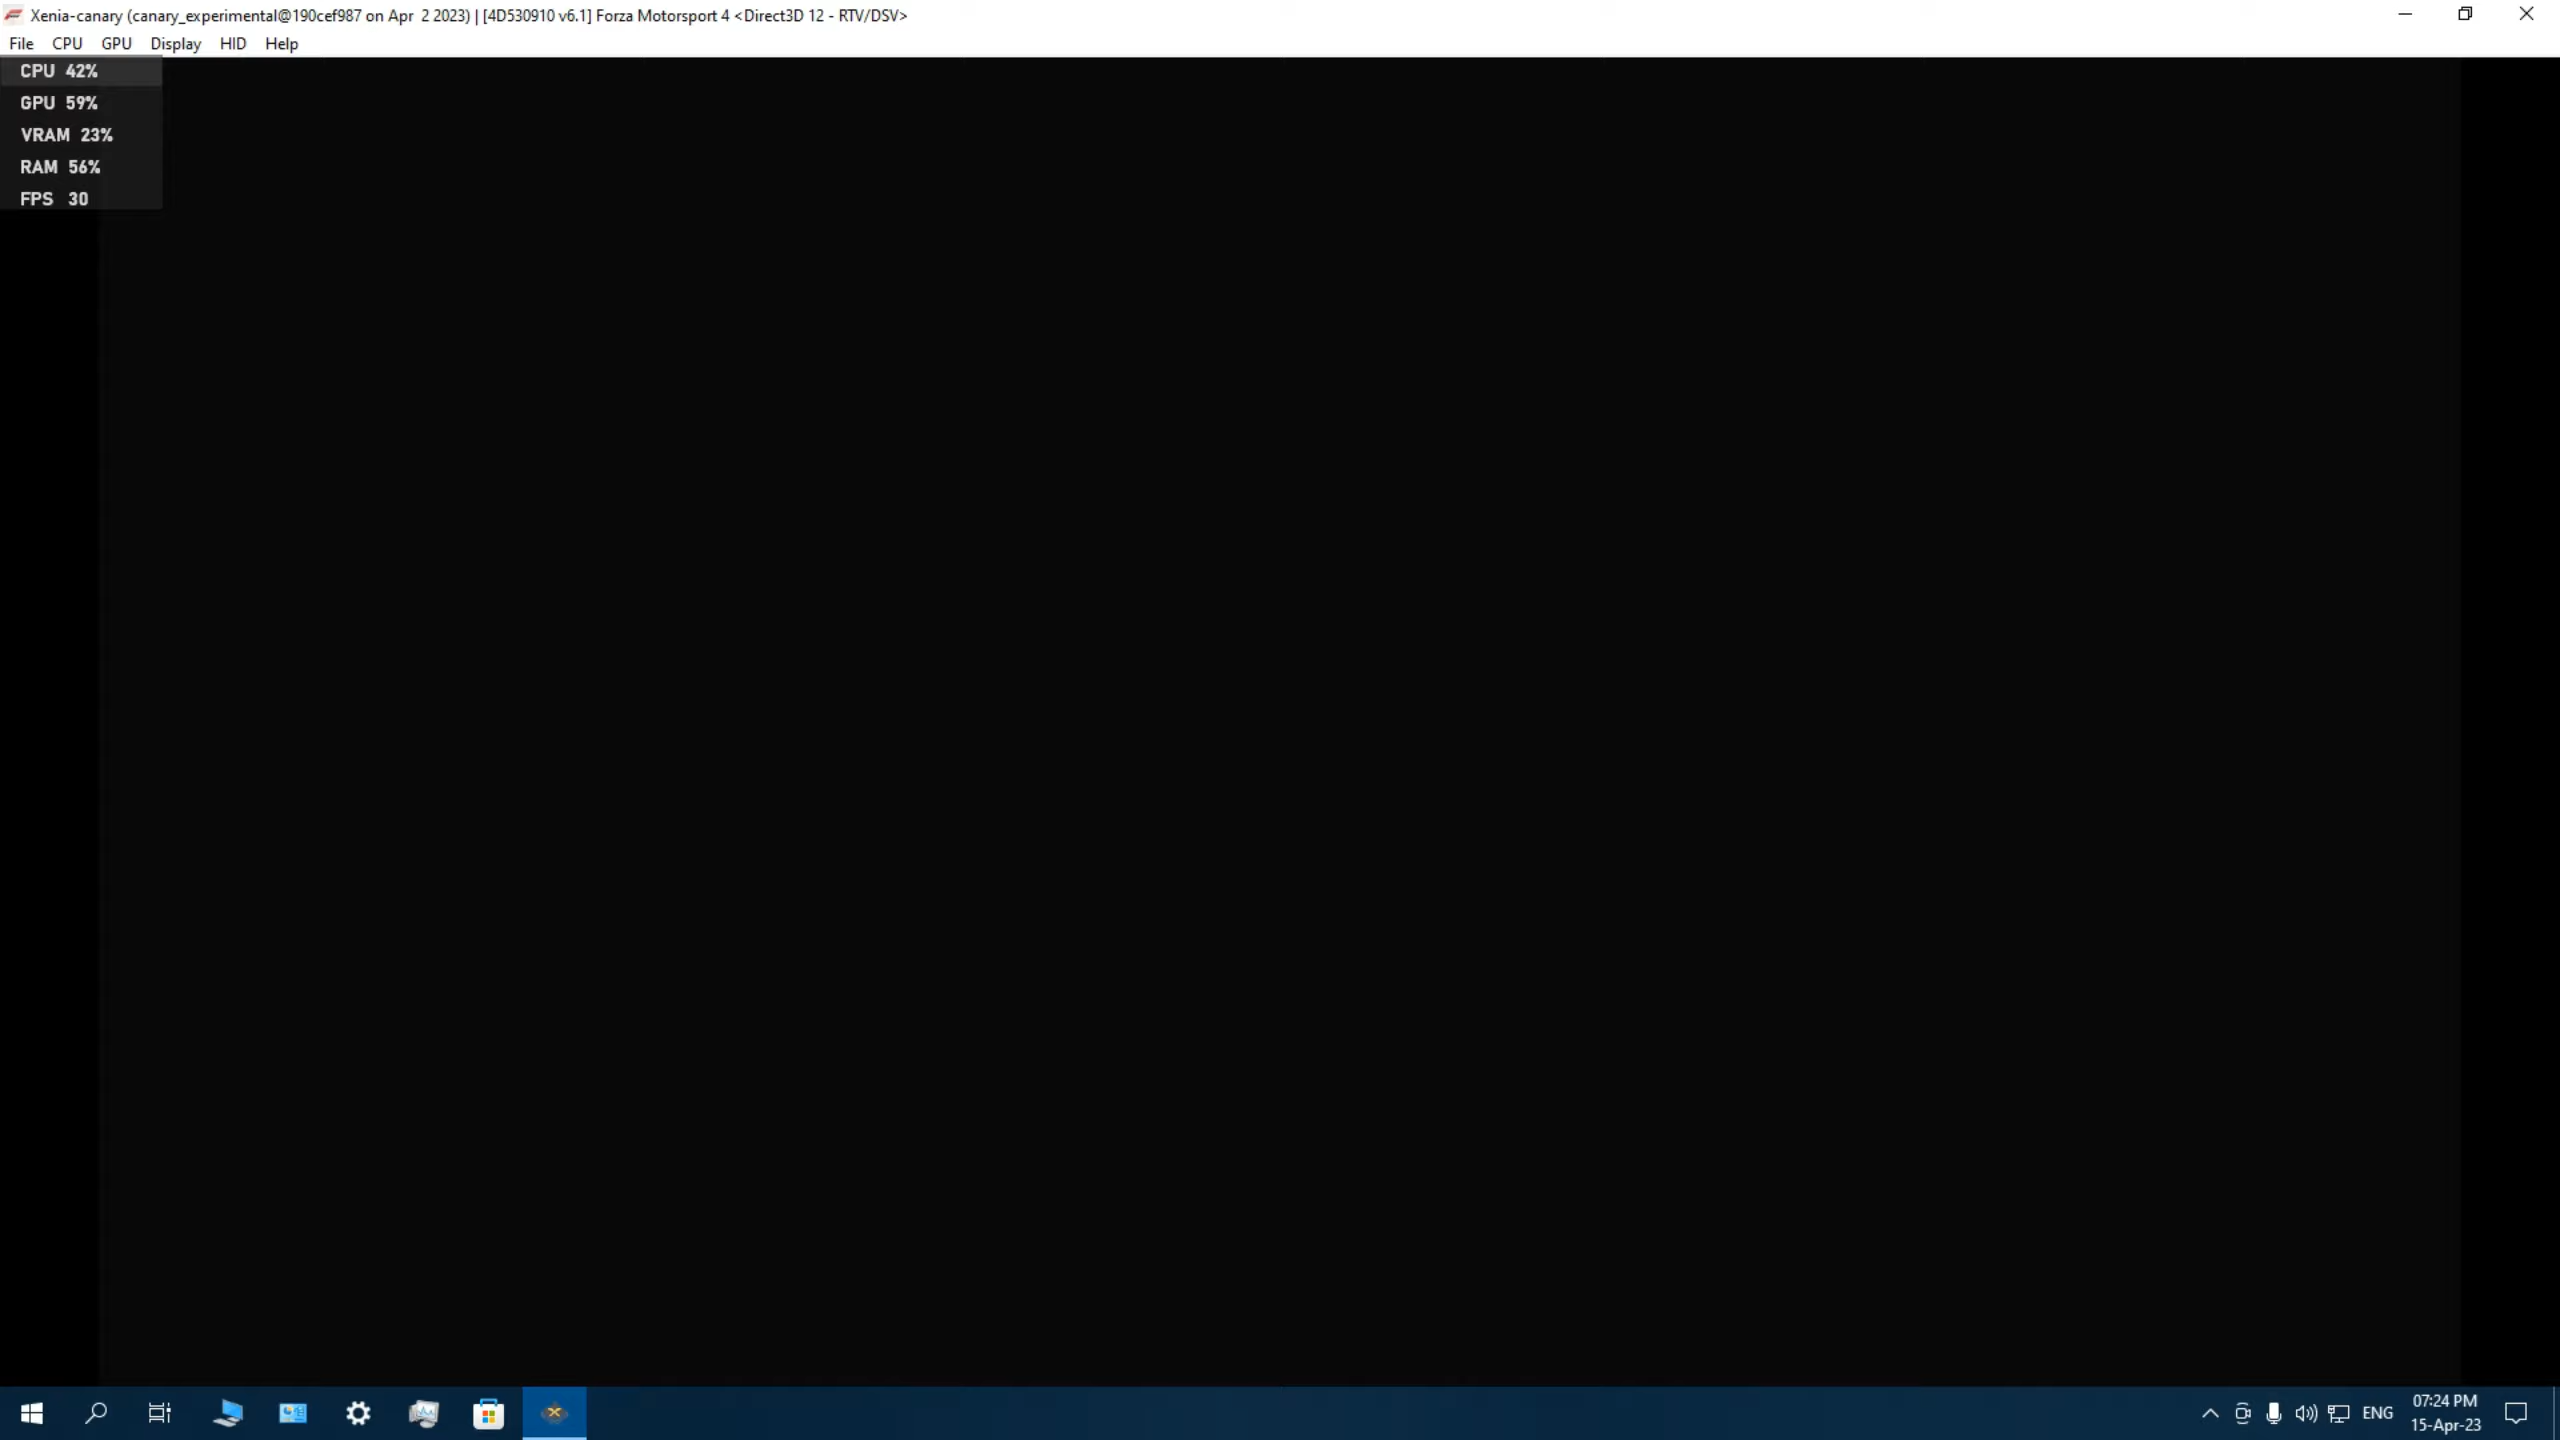 Xenia-canary (canary_experimental@190cef987 on Apr  2 2023) | [4D530910 v6.1] Forza Motorsport 4 <Direct3D 12 - RTV/DSV>
File CPU GPU Display HID Help
CPU 42%
GPU 59%
VRAM 23%
RAM 56%
FPS 30
ENG
07:24 PM
15-Apr-23